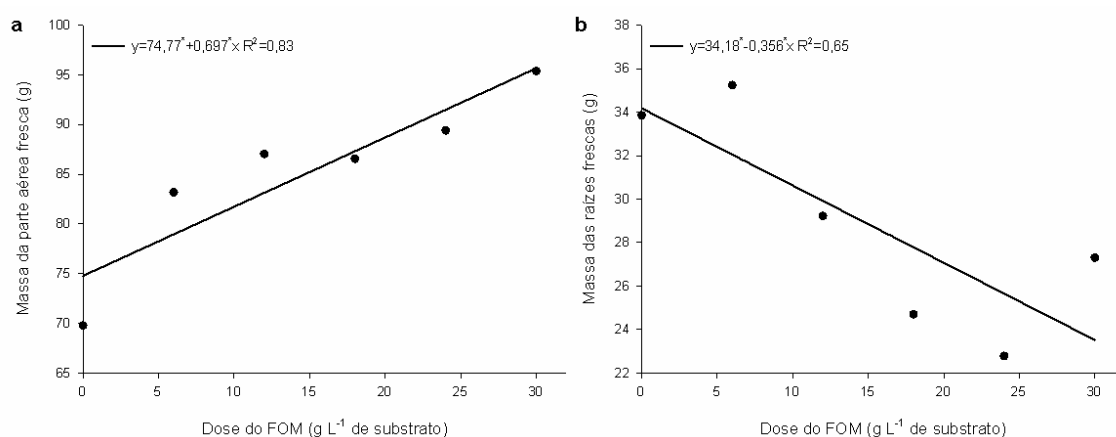 a
y=74,77*+0,697*x R²=0,83
Massa da parte aérea fresca (g)
100
95
90
85
80
75
70
65
0 5 10 15 20 25 30
Dose do FOM (g L⁻¹ de substrato)
b
y=34,18*-0,356*x R²=0,65
Massa das raízes frescas (g)
38
36
34
32
30
28
26
24
22
0 5 10 15 20 25 30
Dose do FOM (g L⁻¹ de substrato)